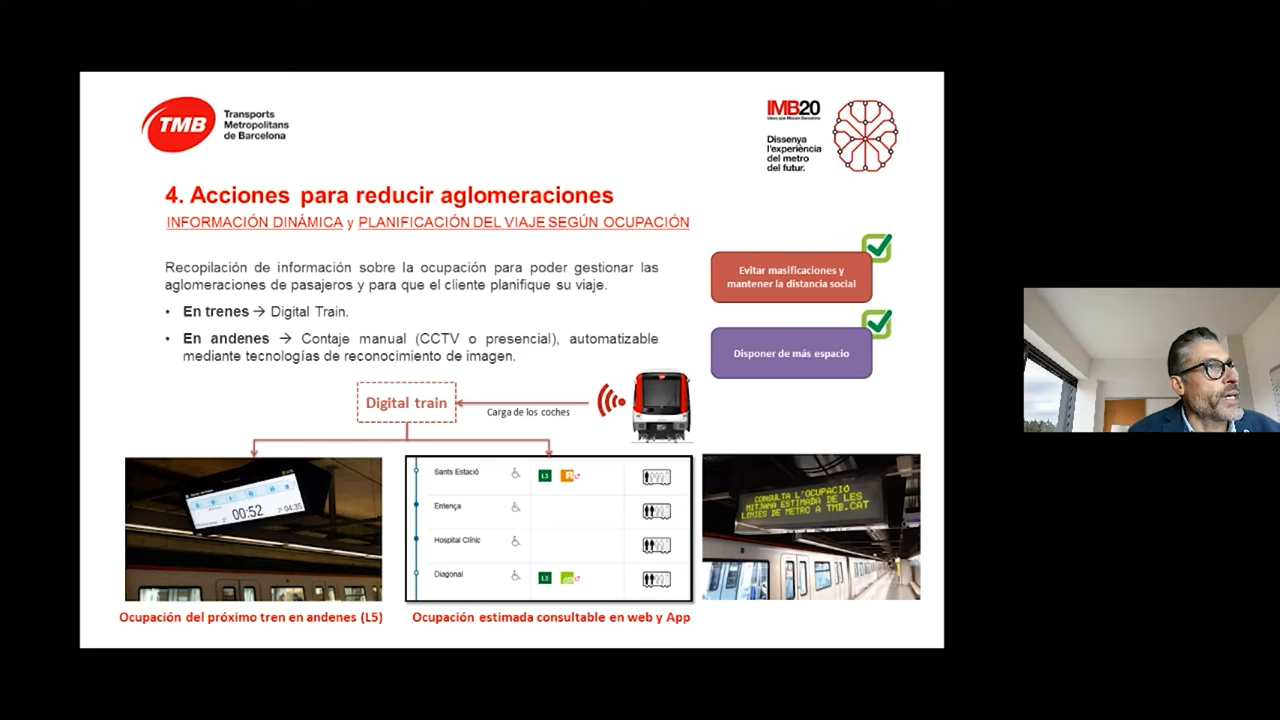 TMB
Transports
Metropolitans
de Barcelona
IMB20
Dissenya
l'experiència
del metro
del futur.
4. Acciones para reducir aglomeraciones
INFORMACIÓN DINÁMICA y PLANIFICACIÓN DEL VIAJE SEGÚN OCUPACIÓN
Recopilación de información sobre la ocupación para poder gestionar las
aglomeraciones de pasajeros y para que el cliente planifique su viaje.
• En trenes → Digital Train.
• En andenes → Contaje manual (CCTV o presencial), automatizable
mediante tecnologías de reconocimiento de imagen.
Evitar masificaciones y
mantener la distancia social
Disponer de más espacio
Digital train
Carga de los coches
00:52
2º 04:35
Sants Estació
L3
R
Entença
Hospital Clínic
Diagonal
L3
CONSULTA L'OCUPACIÓ
MITJANA ESTIMADA DE LES
LÍNIES DE METRO A TMB.CAT
Ocupación del próximo tren en andenes (L5)
Ocupación estimada consultable en web y App